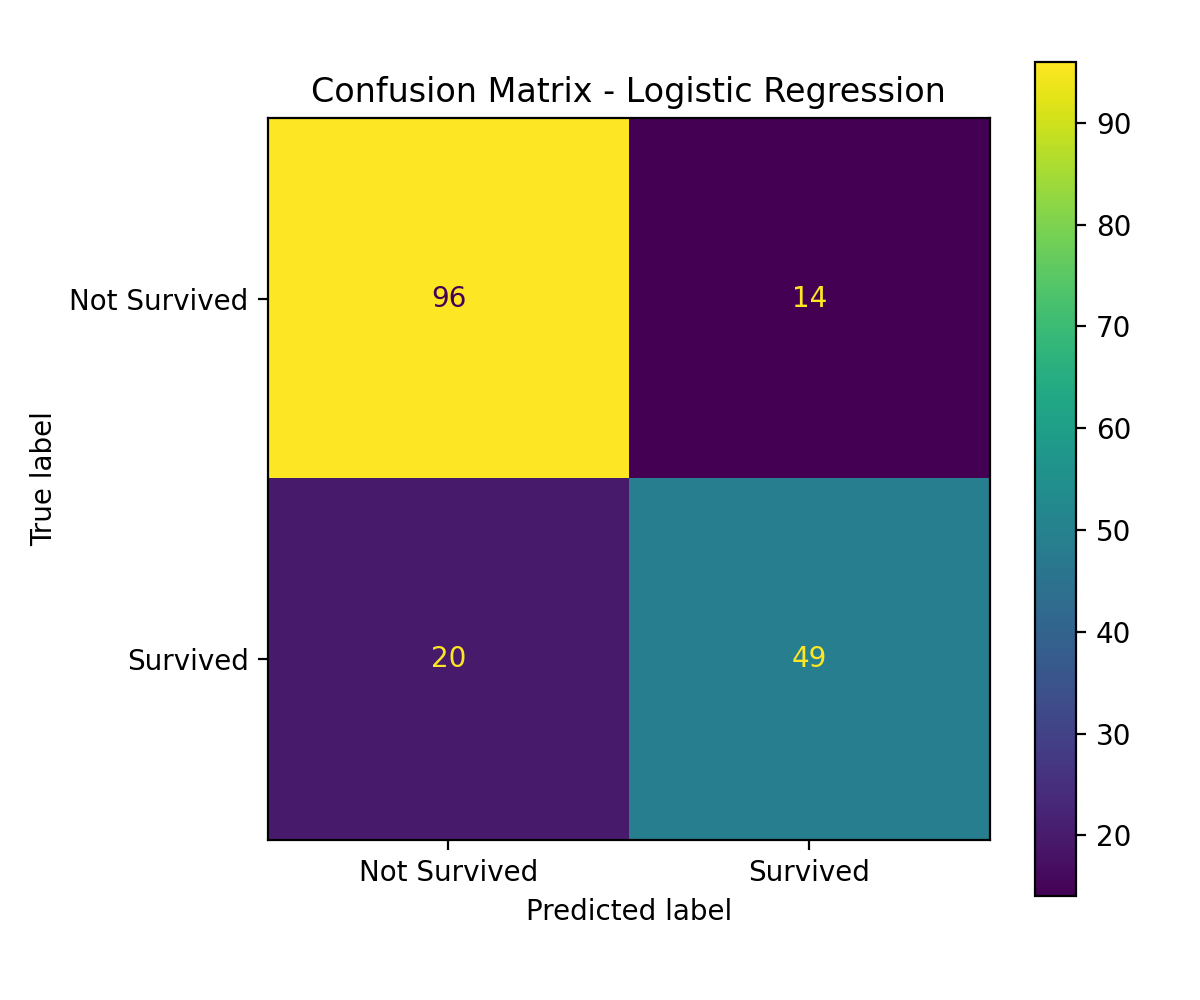 Confusion Matrix - Logistic Regression
90
80
70
60
50
40
30
20
True label
Not Survived
96
14
Survived
20
49
Not Survived
Survived
Predicted label